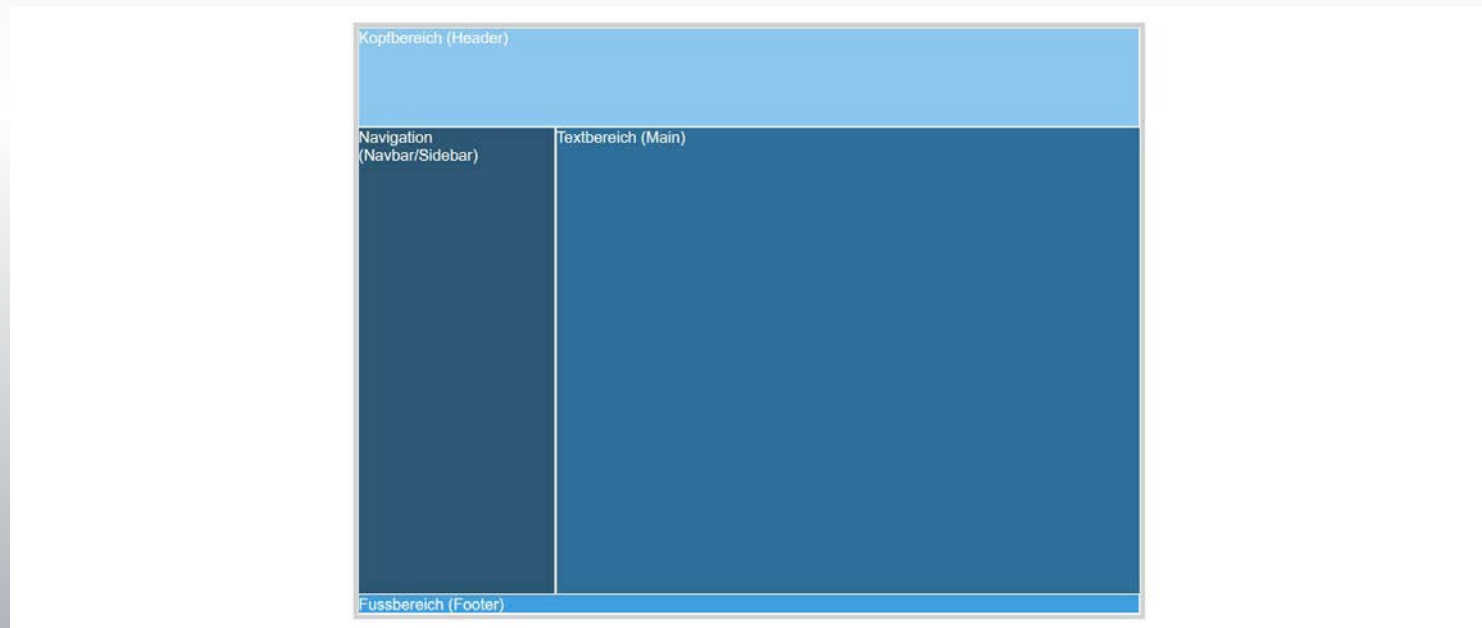 Kopfbereich (Header)
Navigation
(Navbar/Sidebar)
Textbereich (Main)
Fussbereich (Footer)